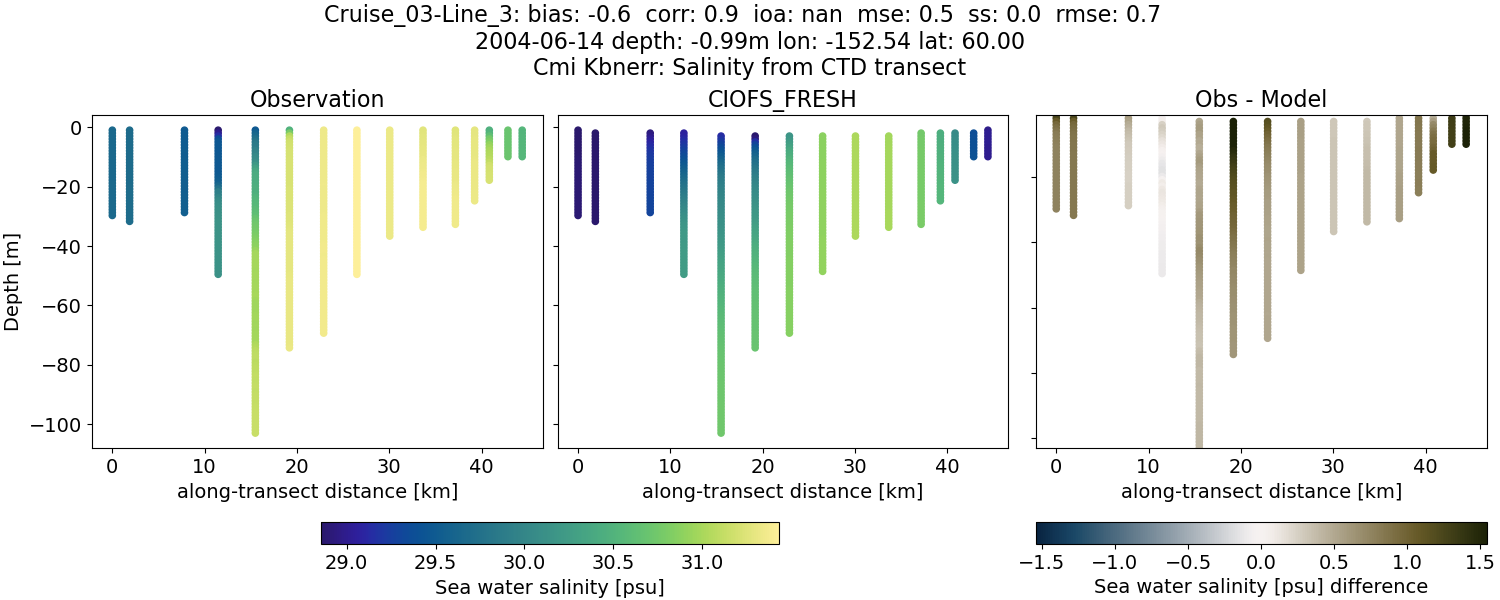 Cruise_03-Line_3: bias: -0.6  corr: 0.9  ioa: nan  mse: 0.5  ss: 0.0  rmse: 0.7
2004-06-14 depth: -0.99m lon: -152.54 lat: 60.00
Cmi Kbnerr: Salinity from CTD transect
Observation
CIOFS_FRESH
Obs - Model
Depth [m]
0
−20
−40
−60
−80
−100
0 10 20 30 40
0 10 20 30 40
0 10 20 30 40
along-transect distance [km]
along-transect distance [km]
along-transect distance [km]
29.0 29.5 30.0 30.5 31.0
Sea water salinity [psu]
−1.5 −1.0 −0.5 0.0 0.5 1.0 1.5
Sea water salinity [psu] difference